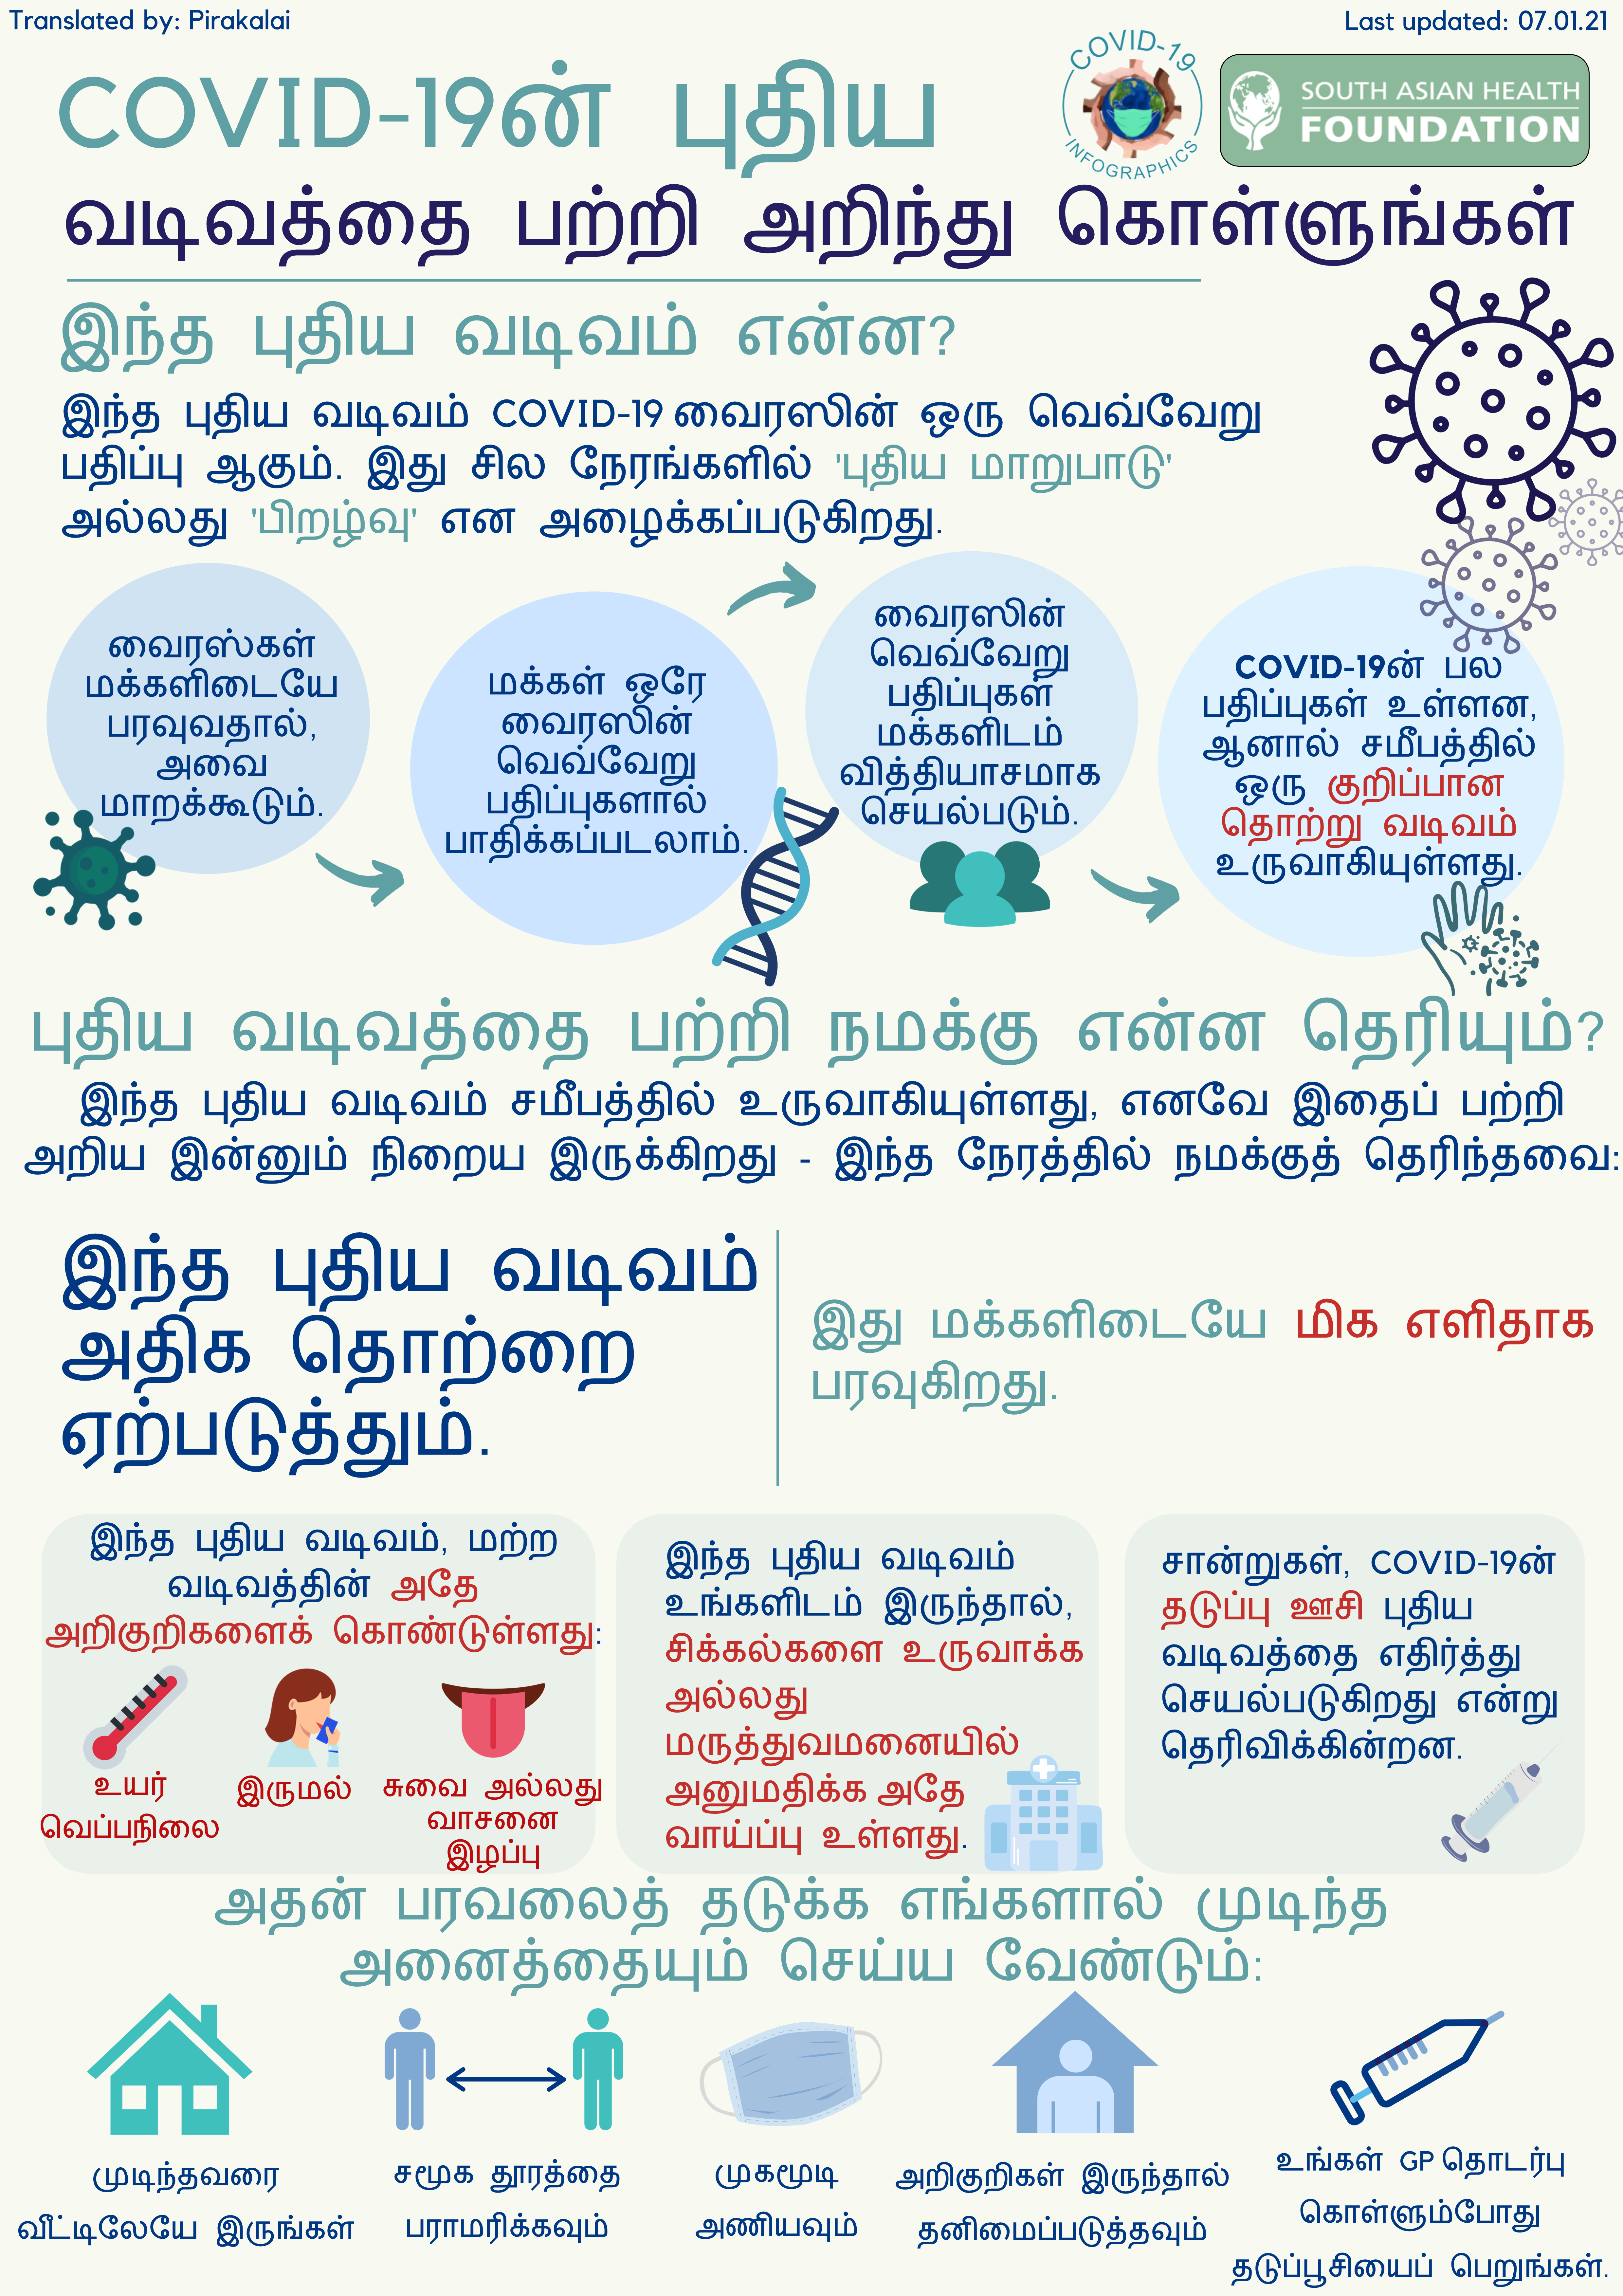 Translated by: Pirakalai
Last updated: 07.01.21
COVID-19
INFOGRAPHICS
SOUTH ASIAN HEALTH
FOUNDATION
COVID-19ன் புதிய
வடிவத்தை பற்றி அறிந்து கொள்ளுங்கள்
இந்த புதிய வடிவம் என்ன?
இந்த புதிய வடிவம் COVID-19 வைரஸின் ஒரு வெவ்வேறு
பதிப்பு ஆகும். இது சில நேரங்களில் 'புதிய மாறுபாடு'
அல்லது 'பிறழ்வு' என அழைக்கப்படுகிறது.
வைரஸ்கள்
மக்களிடையே
பரவுவதால்,
அவை
மாறக்கூடும்.
மக்கள் ஒரே
வைரஸின்
வெவ்வேறு
பதிப்புகளால்
பாதிக்கப்படலாம்.
வைரஸின்
வெவ்வேறு
பதிப்புகள்
மக்களிடம்
வித்தியாசமாக
செயல்படும்.
COVID-19ன் பல
பதிப்புகள் உள்ளன,
ஆனால் சமீபத்தில்
ஒரு குறிப்பான
தொற்று வடிவம்
உருவாகியுள்ளது.
புதிய வடிவத்தை பற்றி நமக்கு என்ன தெரியும்?
இந்த புதிய வடிவம் சமீபத்தில் உருவாகியுள்ளது, எனவே இதைப் பற்றி
அறிய இன்னும் நிறைய இருக்கிறது - இந்த நேரத்தில் நமக்குத் தெரிந்தவை:
இந்த புதிய வடிவம்
அதிக தொற்றை
ஏற்படுத்தும்.
இது மக்களிடையே மிக எளிதாக
பரவுகிறது.
இந்த புதிய வடிவம், மற்ற
வடிவத்தின் அதே
அறிகுறிகளைக் கொண்டுள்ளது:
உயர்
வெப்பநிலை
இருமல்
சுவை அல்லது
வாசனை
இழப்பு
இந்த புதிய வடிவம்
உங்களிடம் இருந்தால்,
சிக்கல்களை உருவாக்க
அல்லது
மருத்துவமனையில்
அனுமதிக்க அதே
வாய்ப்பு உள்ளது.
சான்றுகள், COVID-19ன்
தடுப்பு ஊசி புதிய
வடிவத்தை எதிர்த்து
செயல்படுகிறது என்று
தெரிவிக்கின்றன.
அதன் பரவலைத் தடுக்க எங்களால் முடிந்த
அனைத்தையும் செய்ய வேண்டும்:
முடிந்தவரை
வீட்டிலேயே இருங்கள்
சமூக தூரத்தை
பராமரிக்கவும்
முகமூடி
அணியவும்
அறிகுறிகள் இருந்தால்
தனிமைப்படுத்தவும்
உங்கள் GP தொடர்பு
கொள்ளும்போது
தடுப்பூசியைப் பெறுங்கள்.